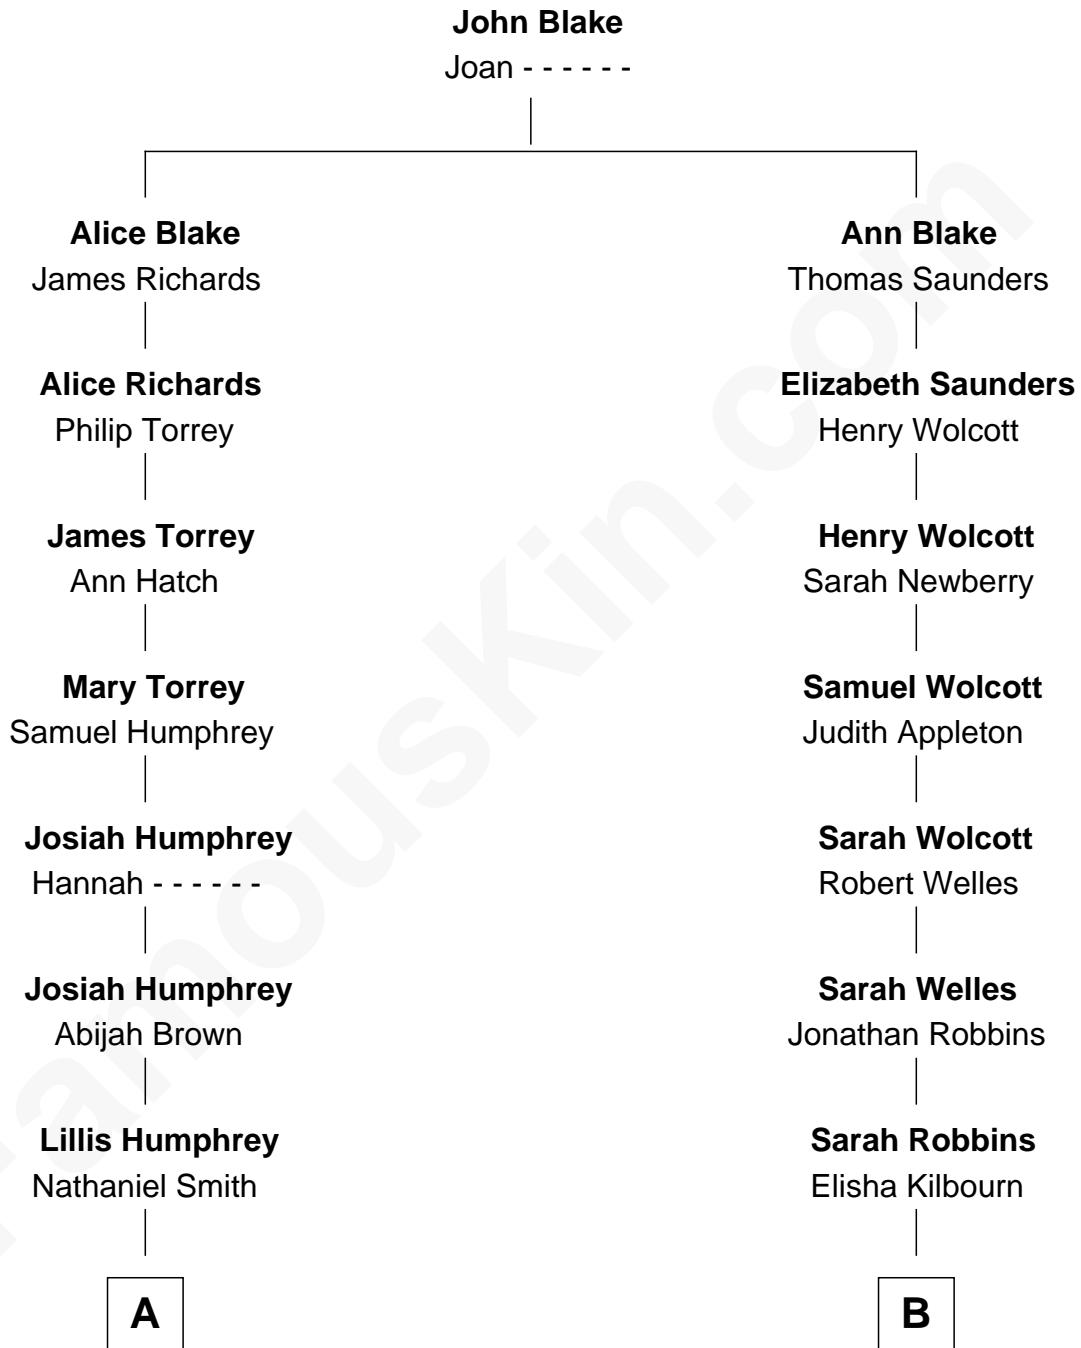 John Blake
Joan - - - - - -
Alice Blake
James Richards
Ann Blake
Thomas Saunders
Alice Richards
Philip Torrey
Elizabeth Saunders
Henry Wolcott
James Torrey
Ann Hatch
Henry Wolcott
Sarah Newberry
Mary Torrey
Samuel Humphrey
Samuel Wolcott
Judith Appleton
Josiah Humphrey
Hannah - - - - - -
Sarah Wolcott
Robert Welles
Josiah Humphrey
Abijah Brown
Sarah Welles
Jonathan Robbins
Lillis Humphrey
Nathaniel Smith
Sarah Robbins
Elisha Kilbourn
A
B
FamousKin.com